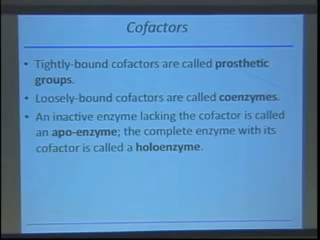 Cofactors
• Tightly-bound cofactors are called prosthetic
groups.
• Loosely-bound cofactors are called coenzymes.
• An inactive enzyme lacking the cofactor is called
an apo-enzyme; the complete enzyme with its
cofactor is called a holoenzyme.